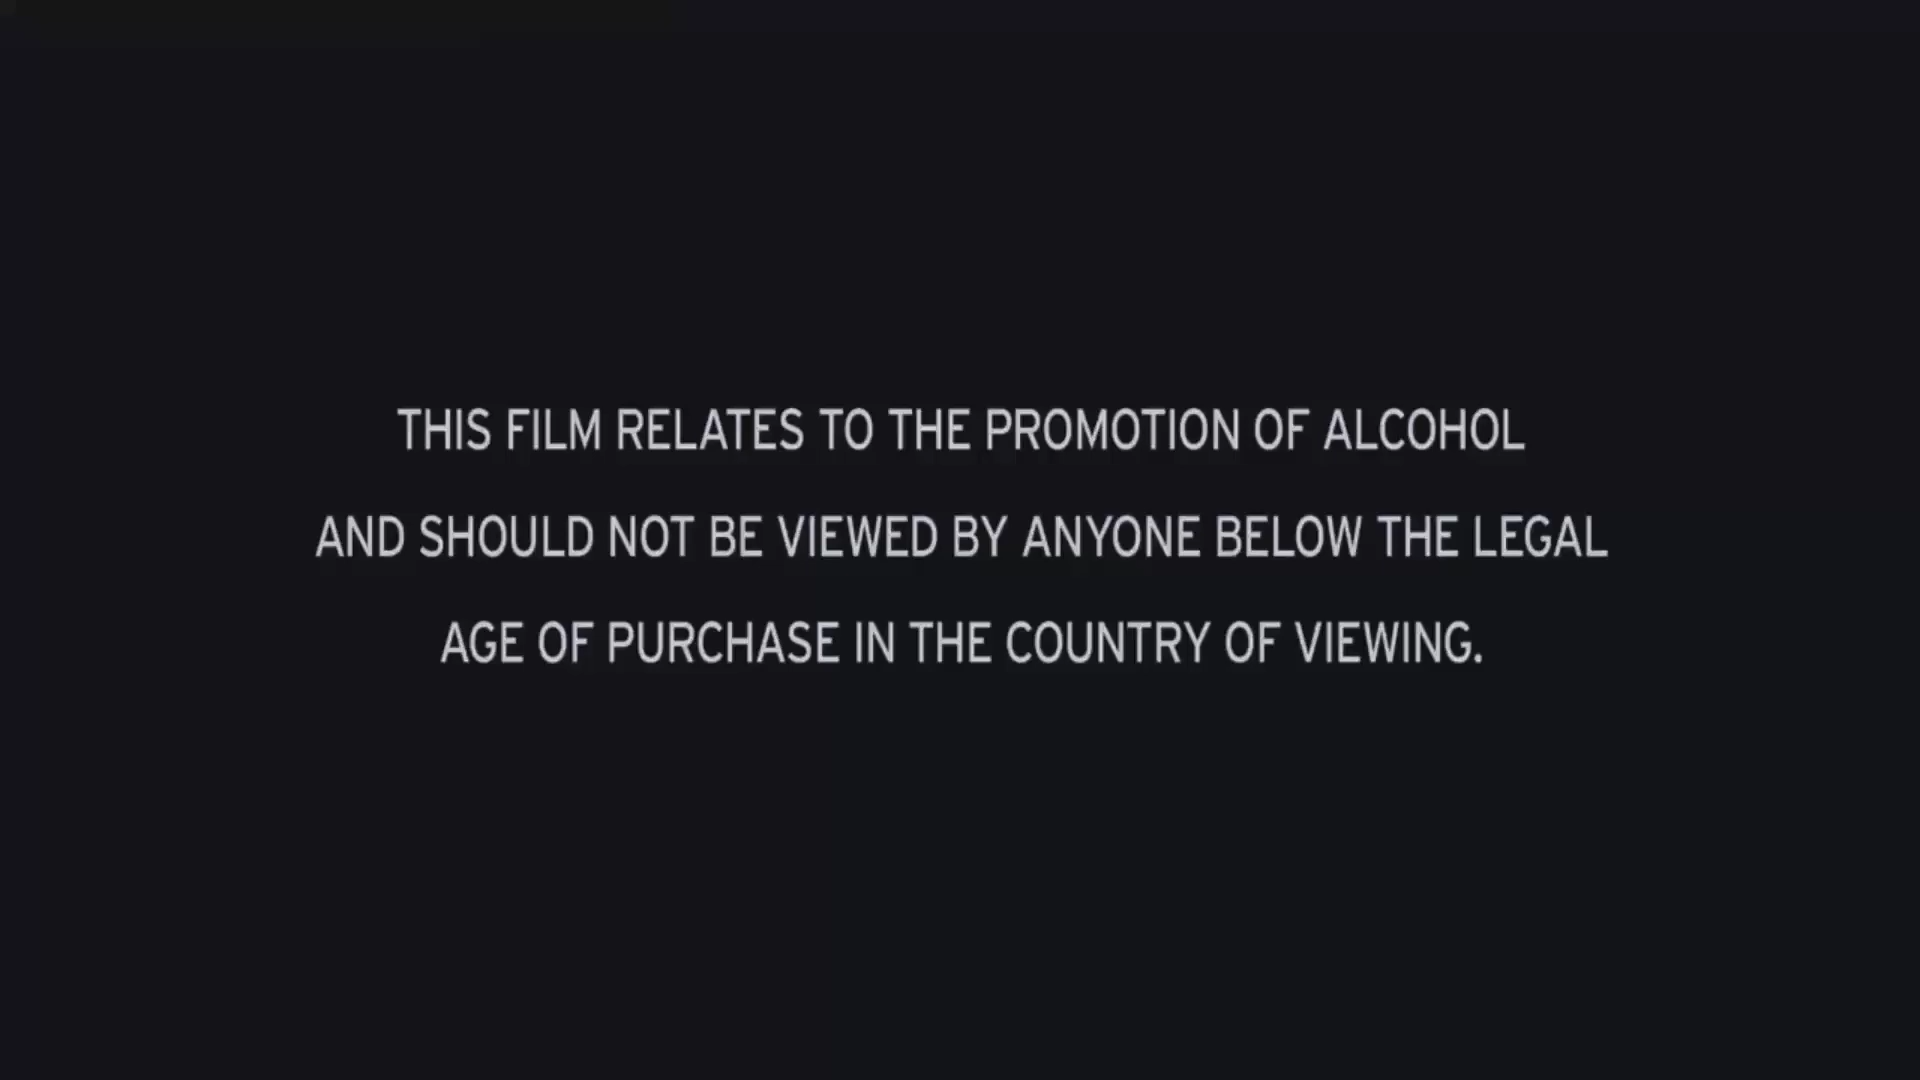 THIS FILM RELATES TO THE PROMOTION OF ALCOHOL
AND SHOULD NOT BE VIEWED BY ANYONE BELOW THE LEGAL
AGE OF PURCHASE IN THE COUNTRY OF VIEWING.